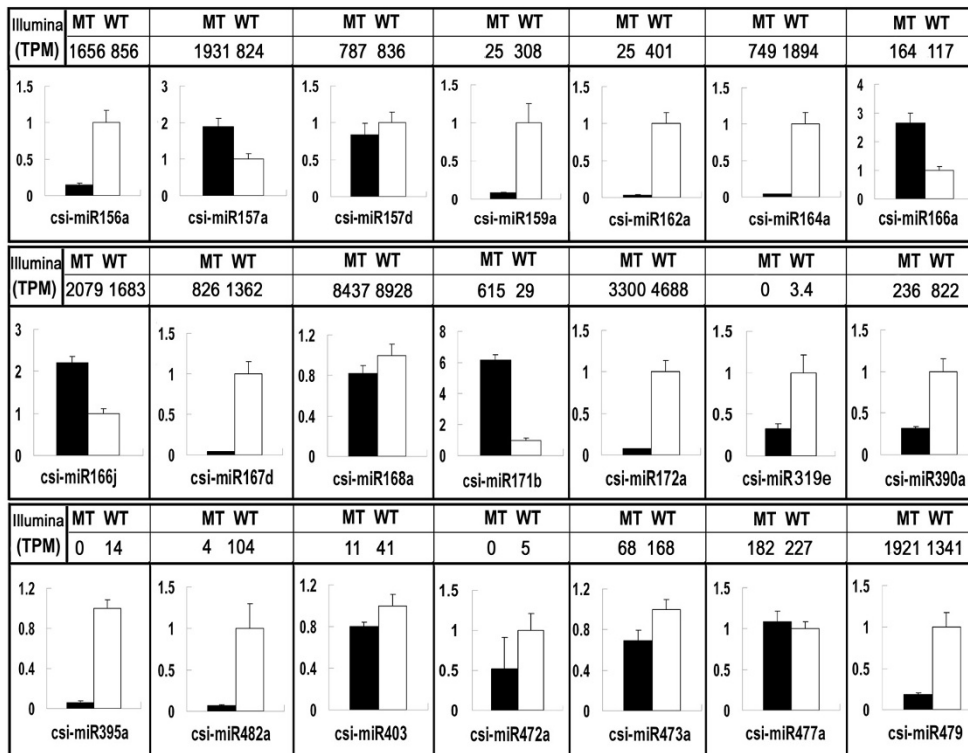 Illumina MT WT MT WT MT WT MT WT MT WT MT WT MT WT
(TPM) 1656 856 1931 824 787 836 25 308 25 401 749 1894 164 117
1.5 3 1.5 1.5 1.5 1.5 4
1 2 1 1 1 1 3
0.5 1 0.5 0.5 0.5 0.5 2
1
0 0 0 0 0 0 0
csi-miR156a csi-miR157a csi-miR157d csi-miR159a csi-miR162a csi-miR164a csi-miR166a
Illumina MT WT MT WT MT WT MT WT MT WT MT WT MT WT
(TPM) 2079 1683 826 1362 8437 8928 615 29 3300 4688 0 3.4 236 822
3 1.5 1.2 8 1.5 1.5 1.5
2 1 0.8 6 1 1 1
1 0.5 0.4 4 0.5 0.5 0.5
2
0 0 0 0 0 0 0
csi-miR166j csi-miR167d csi-miR168a csi-miR171b csi-miR172a csi-miR319e csi-miR390a
Illumina MT WT MT WT MT WT MT WT MT WT MT WT MT WT
(TPM) 0 14 4 104 11 41 0 5 68 168 182 227 1921 1341
1.2 1.5 1.2 1.5 1.2 1.5 1.5
0.8 1 0.8 1 0.8 1 1
0.4 0.5 0.4 0.5 0.4 0.5 0.5
0 0 0 0 0 0 0
csi-miR395a csi-miR482a csi-miR403 csi-miR472a csi-miR473a csi-miR477a csi-miR479